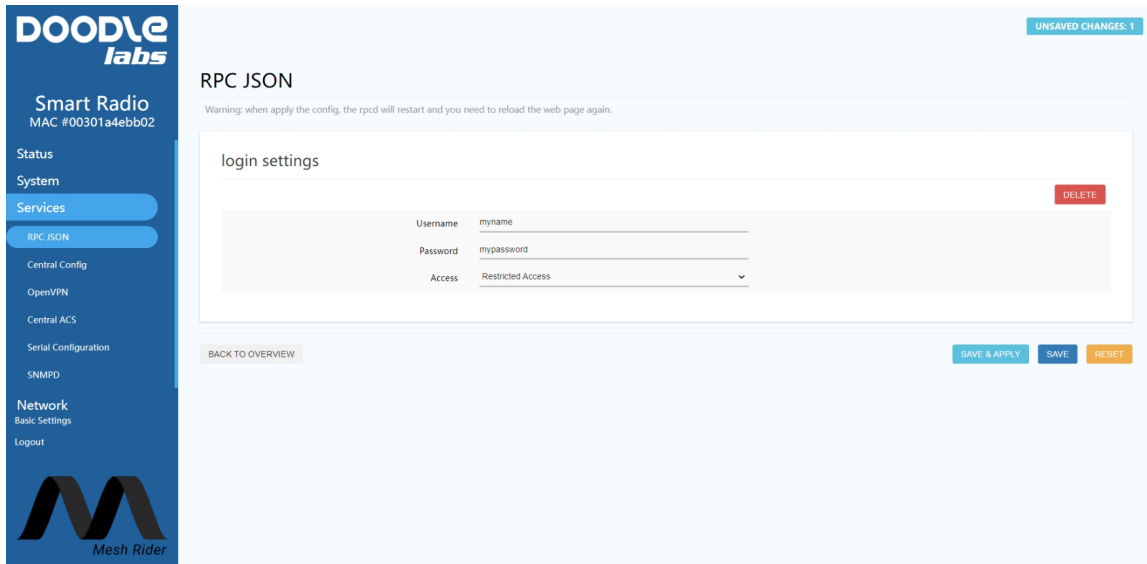 DOODLE
labs
UNSAVED CHANGES: 1
Smart Radio
MAC #00301a4ebb02
Status
System
Services
RPC JSON
Central Config
OpenVPN
Central ACS
Serial Configuration
SNMPD
Network
Basic Settings
Logout
Mesh Rider
RPC JSON
Warning: when apply the config, the rpcd will restart and you need to reload the web page again.
login settings
DELETE
Username myname
Password mypassword
Access Restricted Access
BACK TO OVERVIEW SAVE & APPLY SAVE RESET